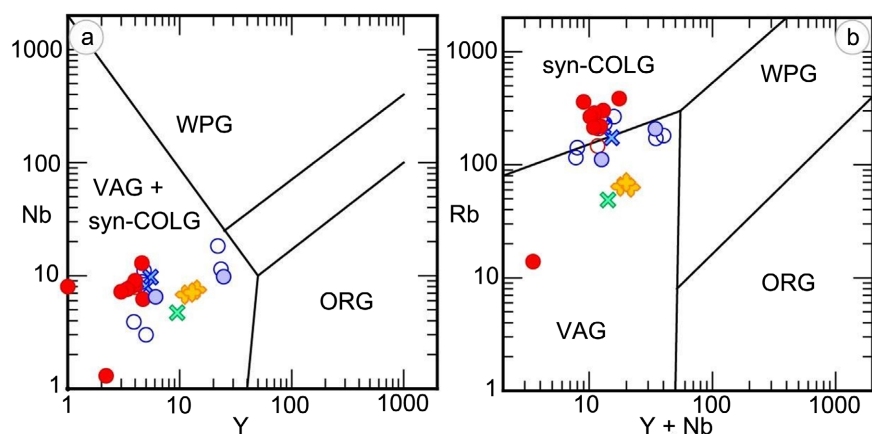 a
1000
WPG
100
VAG +
Nb
syn-COLG
10
ORG
1
1
10
100
1000
Y
b
1000
syn-COLG
WPG
100
Rb
10
VAG
ORG
1
10
100
1000
Y + Nb